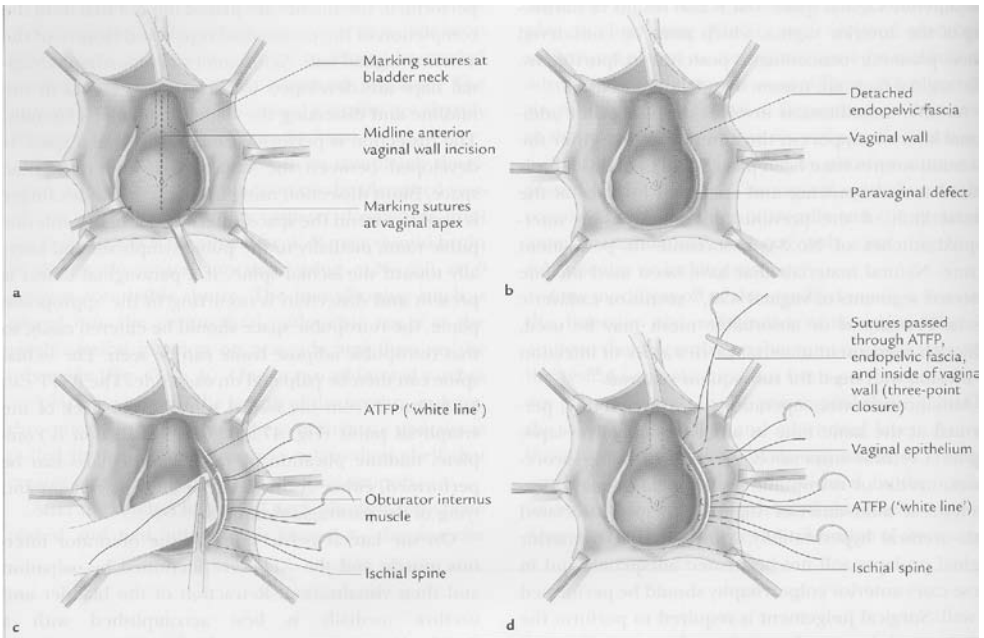 Marking sutures at
bladder neck
Midline anterior
vaginal wall incision
Marking sutures
at vaginal apex
a
Detached
endopelvic fascia
Vaginal wall
Paravaginal defect
b
ATFP ('white line')
Obturator internus
muscle
Ischial spine
c
Sutures passed
through ATFP,
endopelvic fascia,
and inside of vagina
wall (three-point
closure)
Vaginal epithelium
ATFP ('white line')
Ischial spine
d